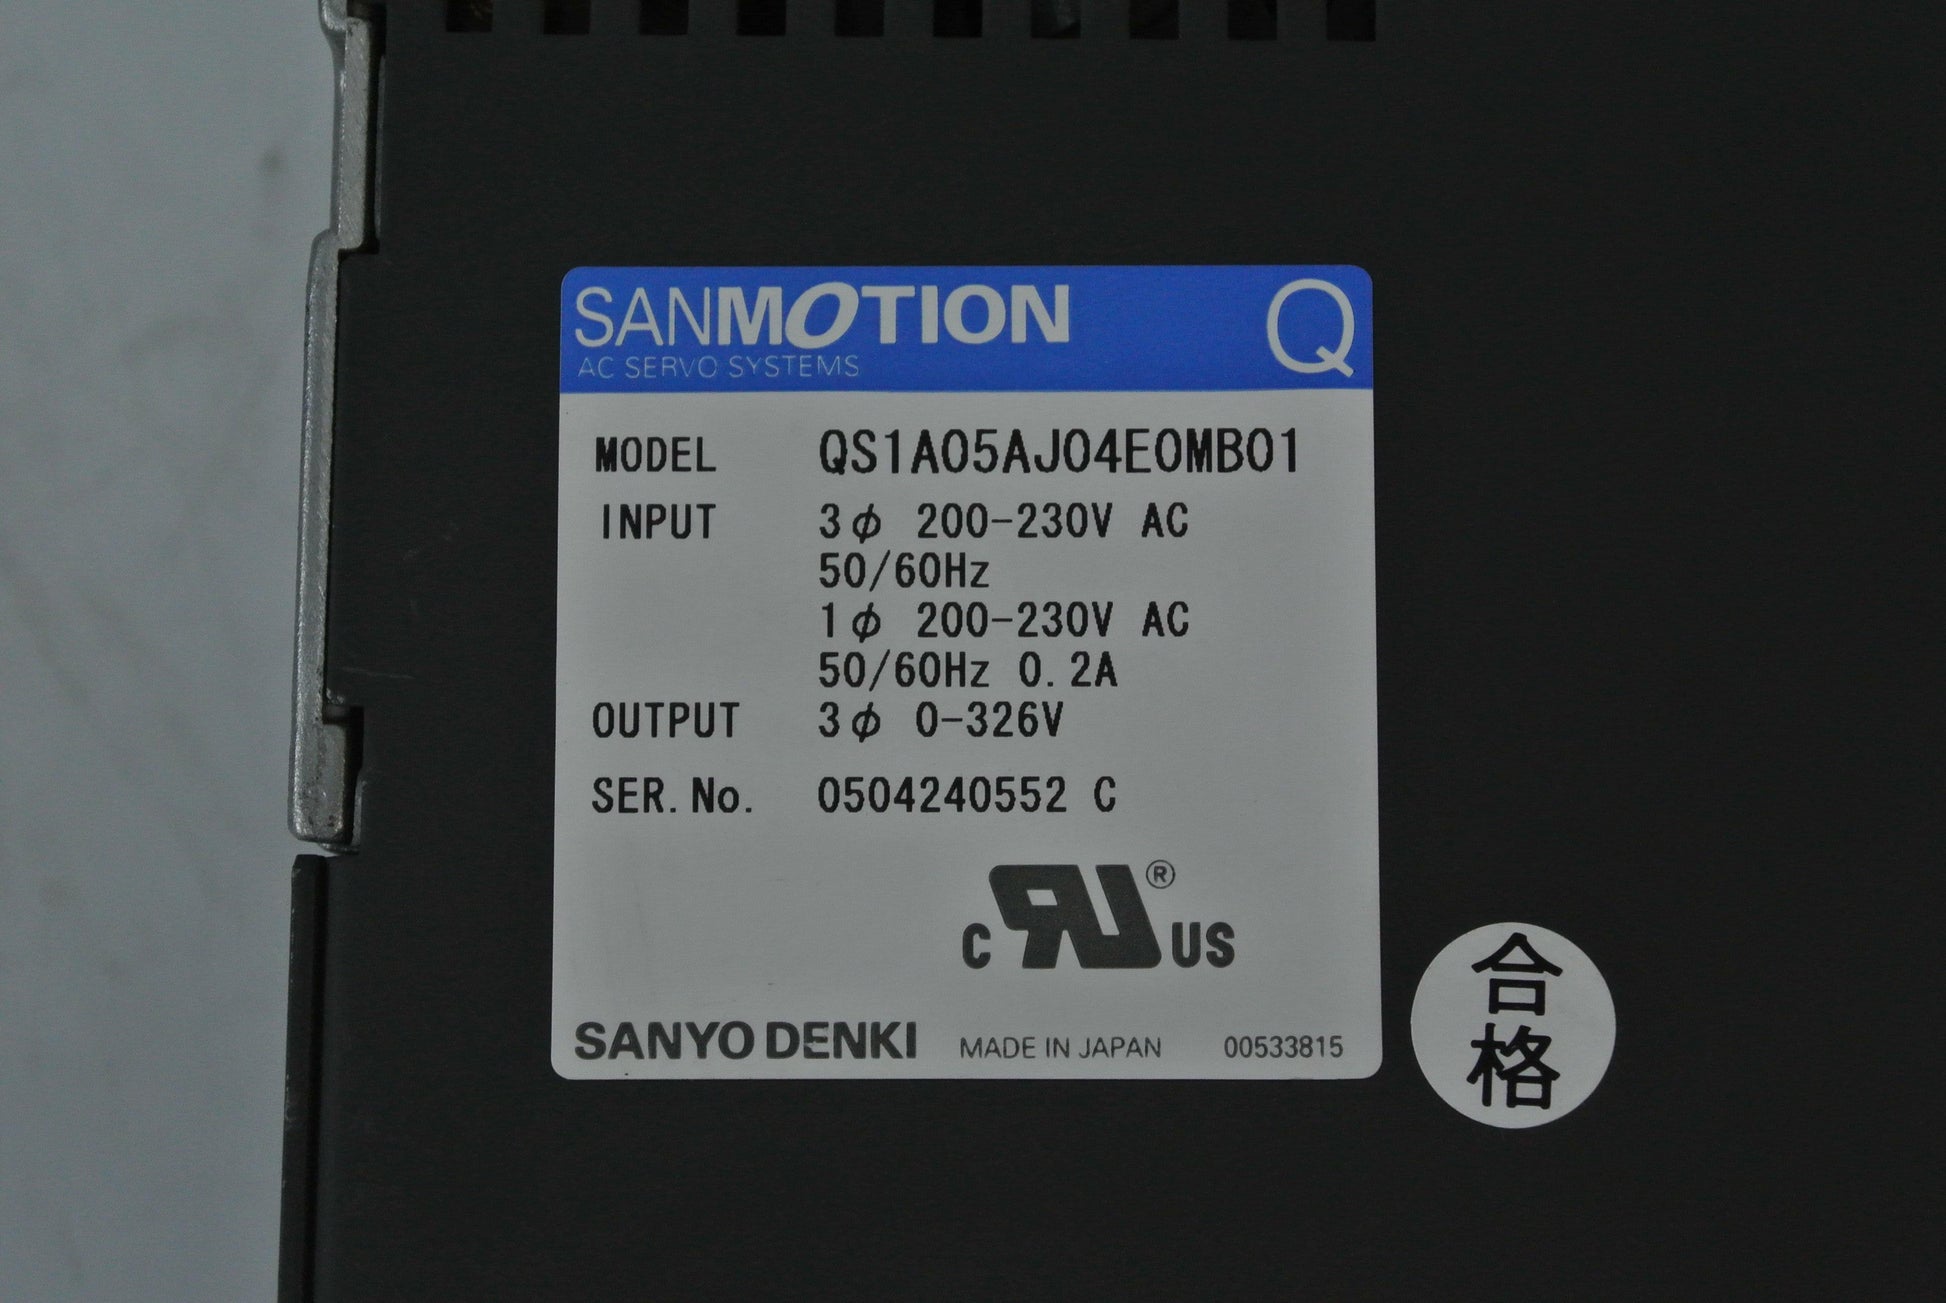 SANMOTION Q
AC SERVO SYSTEMS
MODEL QS1A05AJ04E0MB01
INPUT 3φ 200-230V AC
50/60Hz
1φ 200-230V AC
50/60Hz 0.2A
OUTPUT 3φ 0-326V
SER.No. 0504240552 C
c RU ® US
SANYO DENKI MADE IN JAPAN 00533815
合
格